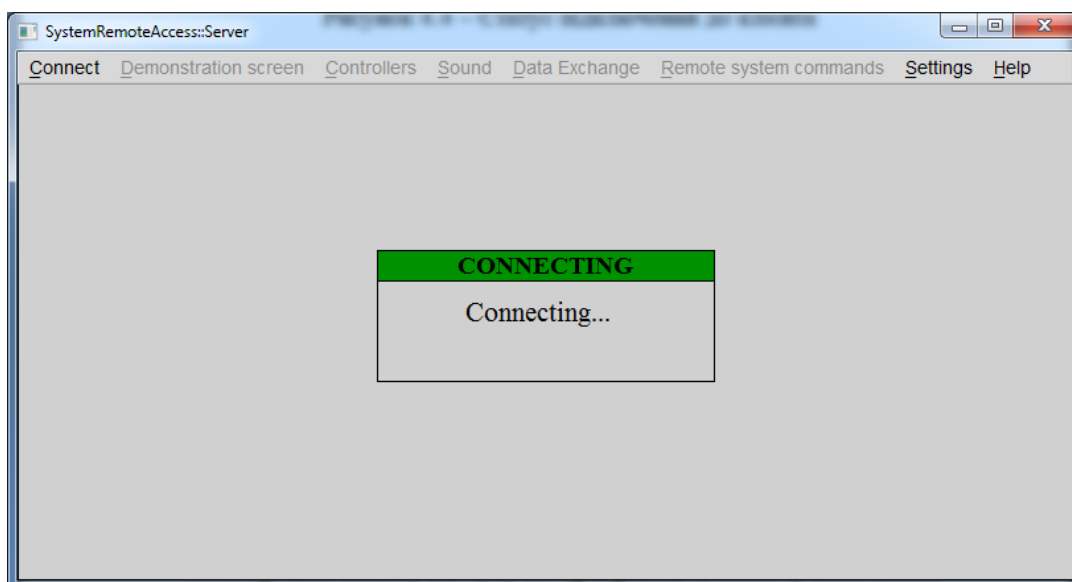 SystemRemoteAccess::Server
Connect Demonstration screen Controllers Sound Data Exchange Remote system commands Settings Help
CONNECTING
Connecting...